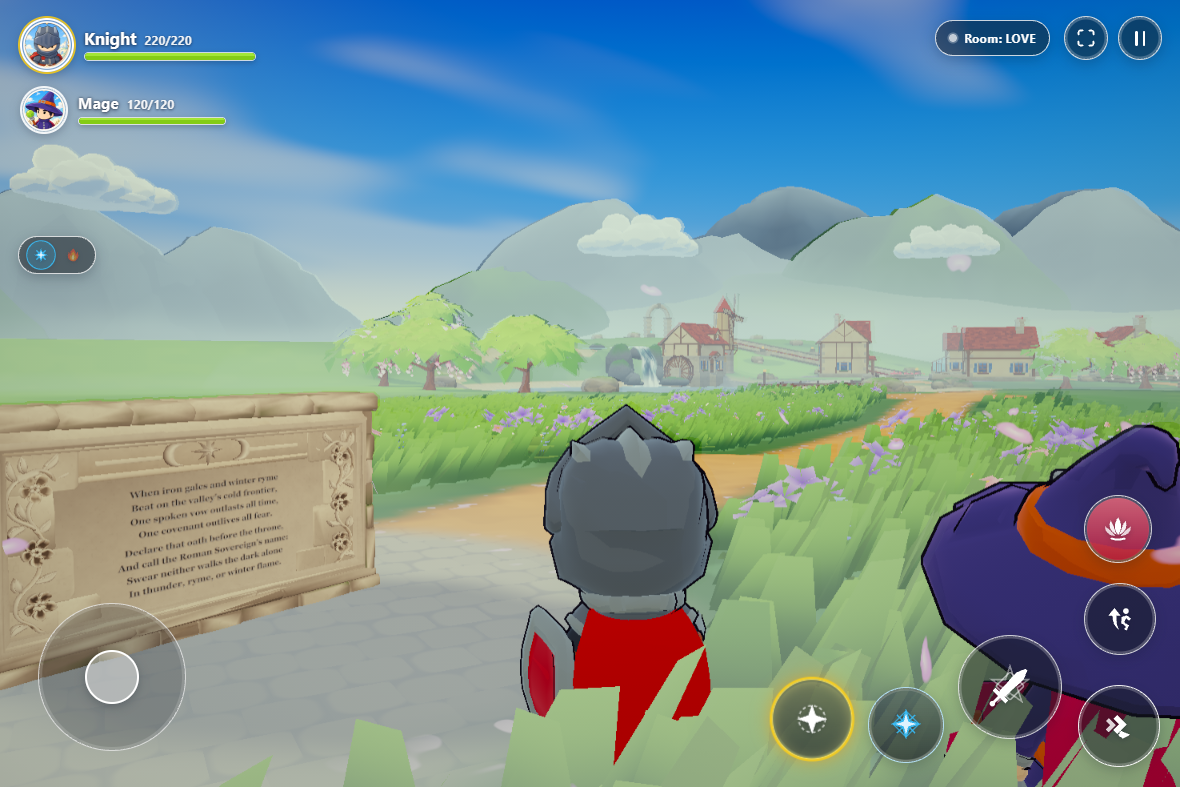 Knight 220/220
Room: LOVE
Mage 120/120
When iron gales and winter ryme
Beat on the valley's cold frontier,
One spoken vow outlasts all time,
One covenant outlives all fear.
Declare that oath before the throne,
And call the Roman Sovereign's name:
Swear neither walks the dark alone
In thunder, ryme, or winter flame.